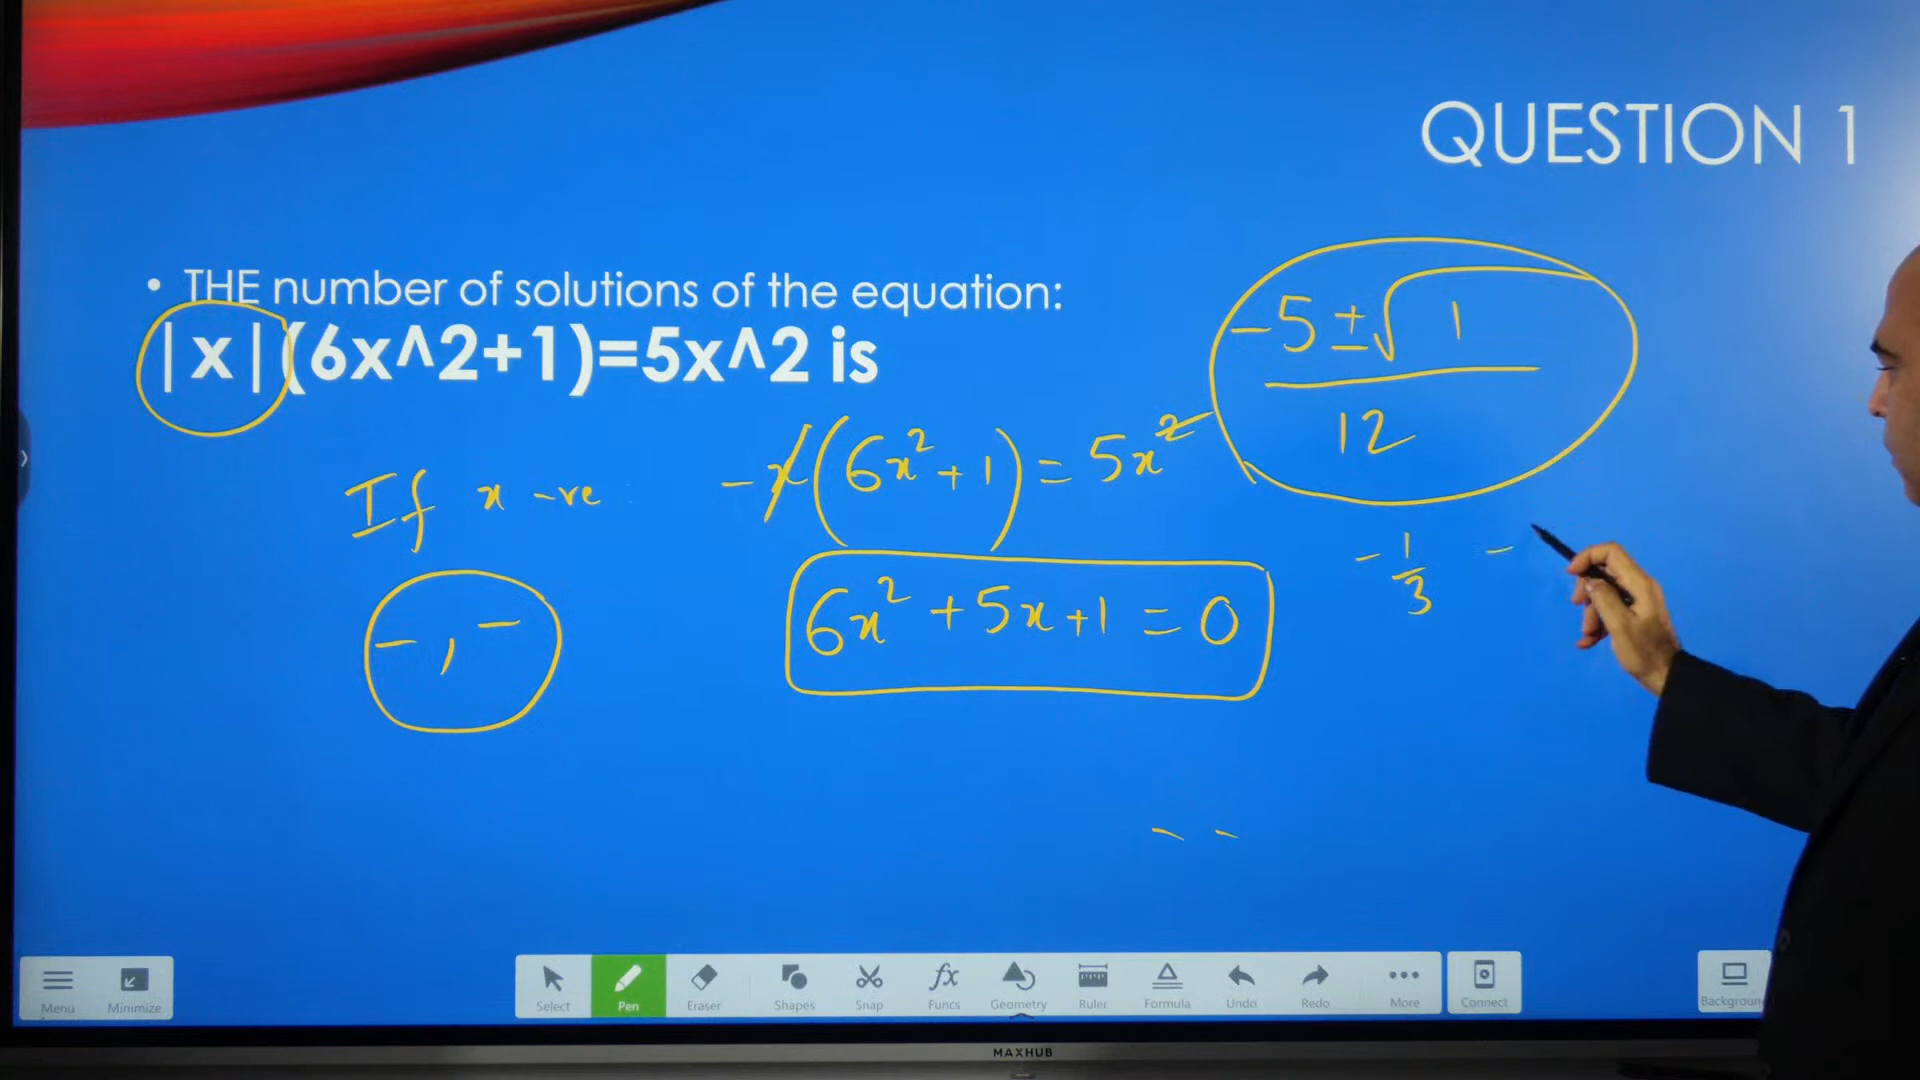 QUESTION 1
• THE number of solutions of the equation:
|x|(6x^2+1)=5x^2 is
-5±√1
12
If x -ve : -x(6x²+1) = 5x²
-1/3 -
-, -
6x² + 5x + 1 = 0
- -
Menu Minimize Select Pen Eraser Shapes Snap Funcs Geometry Ruler Formula Undo Redo More Connect Backgroun
MAXHUB